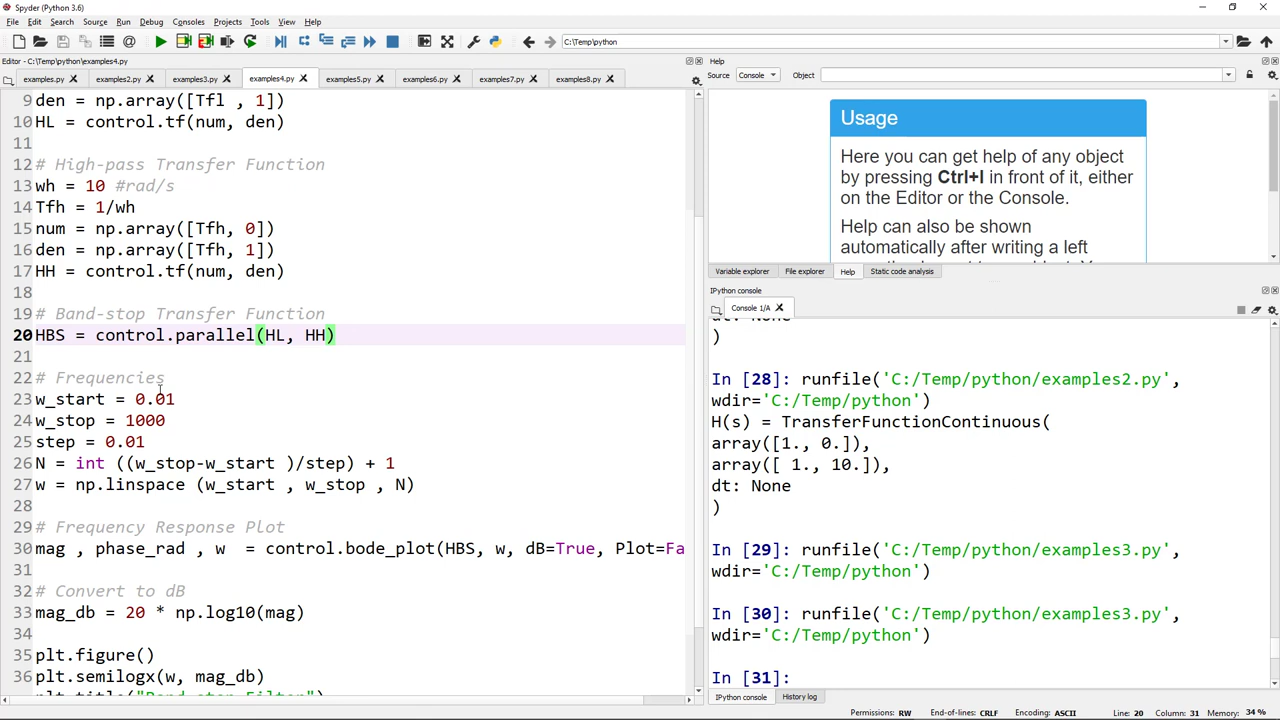 Spyder (Python 3.6)
File Edit Search Source Run Debug Consoles Projects Tools View Help
C:\Temp\python
Editor - C:\Temp\python\examples4.py
examples.py examples2.py examples3.py examples4.py examples5.py examples6.py examples7.py examples8.py
9 den = np.array([Tfl , 1])
10 HL = control.tf(num, den)
11
12 # High-pass Transfer Function
13 wh = 10 #rad/s
14 Tfh = 1/wh
15 num = np.array([Tfh, 0])
16 den = np.array([Tfh, 1])
17 HH = control.tf(num, den)
18
19 # Band-stop Transfer Function
20 HBS = control.parallel(HL, HH)
21
22 # Frequencies
23 w_start = 0.01
24 w_stop = 1000
25 step = 0.01
26 N = int ((w_stop-w_start )/step) + 1
27 w = np.linspace (w_start , w_stop , N)
28
29 # Frequency Response Plot
30 mag , phase_rad , w  = control.bode_plot(HBS, w, dB=True, Plot=Fa
31
32 # Convert to dB
33 mag_db = 20 * np.log10(mag)
34
35 plt.figure()
36 plt.semilogx(w, mag_db)
plt.title("Band-stop Filter")
Help
Source Console Object
Usage
Here you can get help of any object
by pressing Ctrl+I in front of it, either
on the Editor or the Console.
Help can also be shown
automatically after writing a left
Variable explorer File explorer Help Static code analysis
IPython console
Console 1/A
dt: None
)
In [28]: runfile('C:/Temp/python/examples2.py',
wdir='C:/Temp/python')
H(s) = TransferFunctionContinuous(
array([1., 0.]),
array([ 1., 10.]),
dt: None
)
In [29]: runfile('C:/Temp/python/examples3.py',
wdir='C:/Temp/python')
In [30]: runfile('C:/Temp/python/examples3.py',
wdir='C:/Temp/python')
In [31]:
IPython console History log
Permissions: RW End-of-lines: CRLF Encoding: ASCII Line: 20 Column: 31 Memory: 34 %